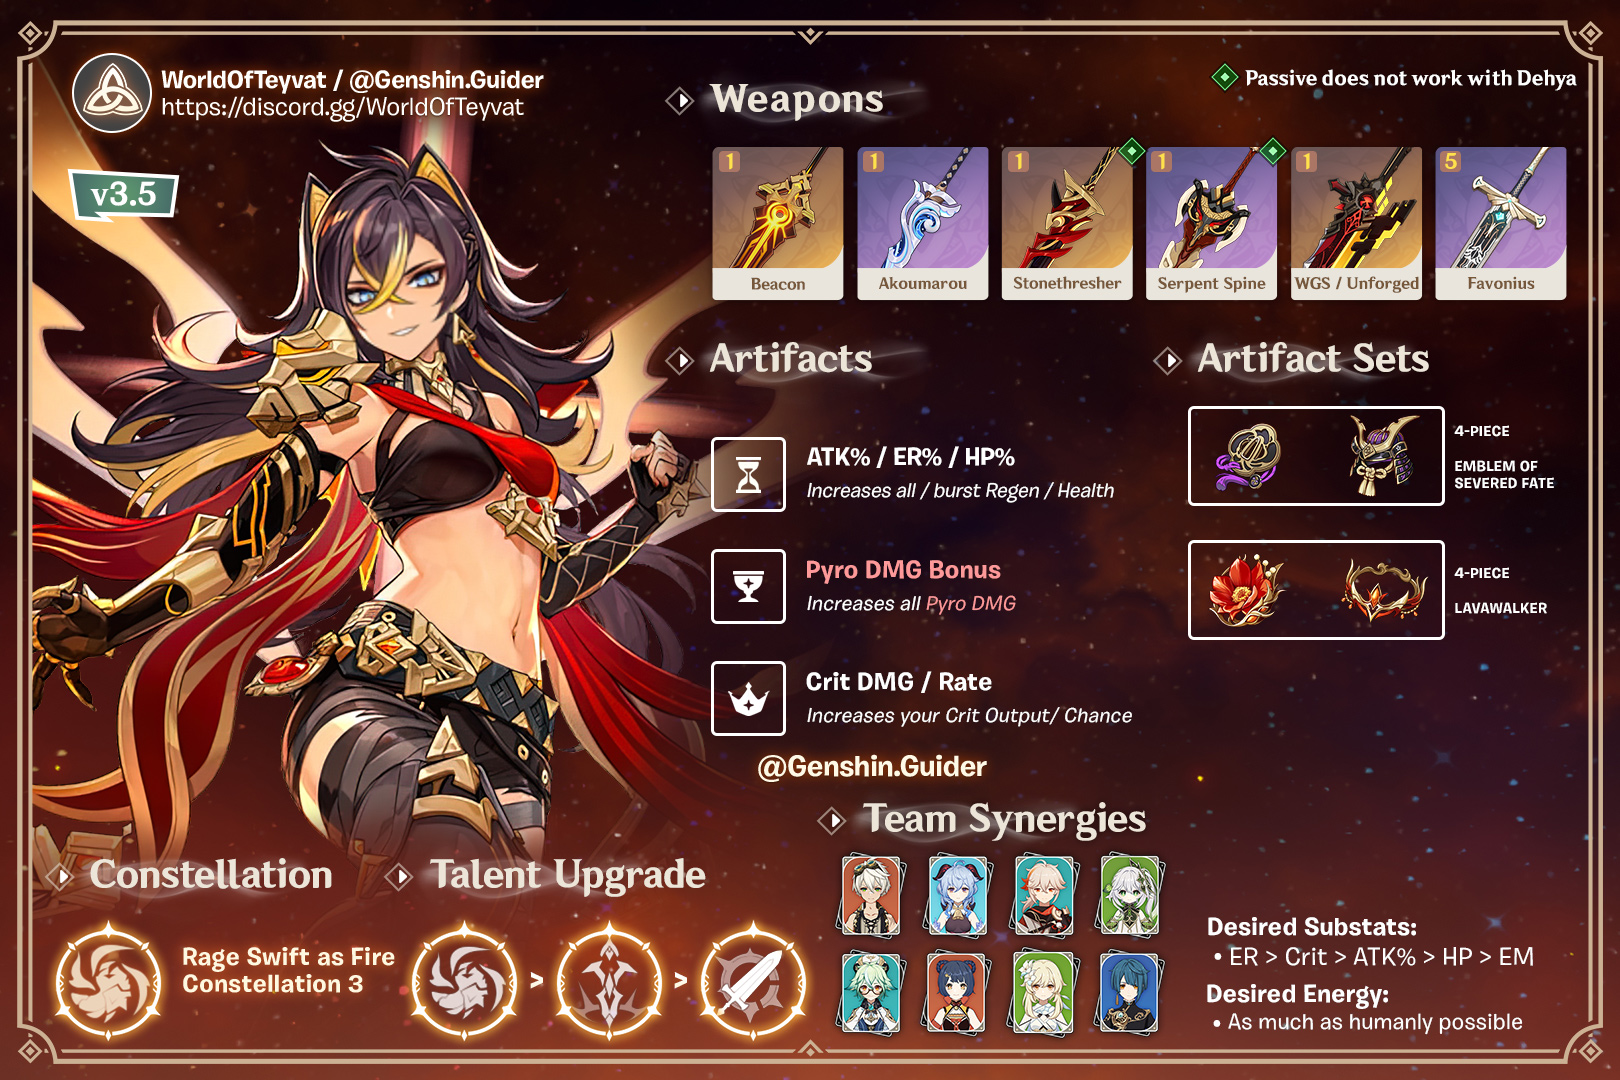 WorldOfTeyvat / @Genshin.Guider
https://discord.gg/WorldOfTeyvat
v3.5
Weapons
Passive does not work with Dehya
1
1
1
1
1
5
Beacon
Akoumarou
Stonethresher
Serpent Spine
WGS / Unforged
Favonius
Artifacts
ATK% / ER% / HP%
Increases all / burst Regen / Health
Pyro DMG Bonus
Increases all Pyro DMG
Crit DMG / Rate
Increases your Crit Output/ Chance
@Genshin.Guider
Artifact Sets
4-PIECE
EMBLEM OF
SEVERED FATE
4-PIECE
LAVAWALKER
Constellation
Rage Swift as Fire
Constellation 3
Talent Upgrade
>
>
Team Synergies
Desired Substats:
• ER > Crit > ATK% > HP > EM
Desired Energy:
• As much as humanly possible